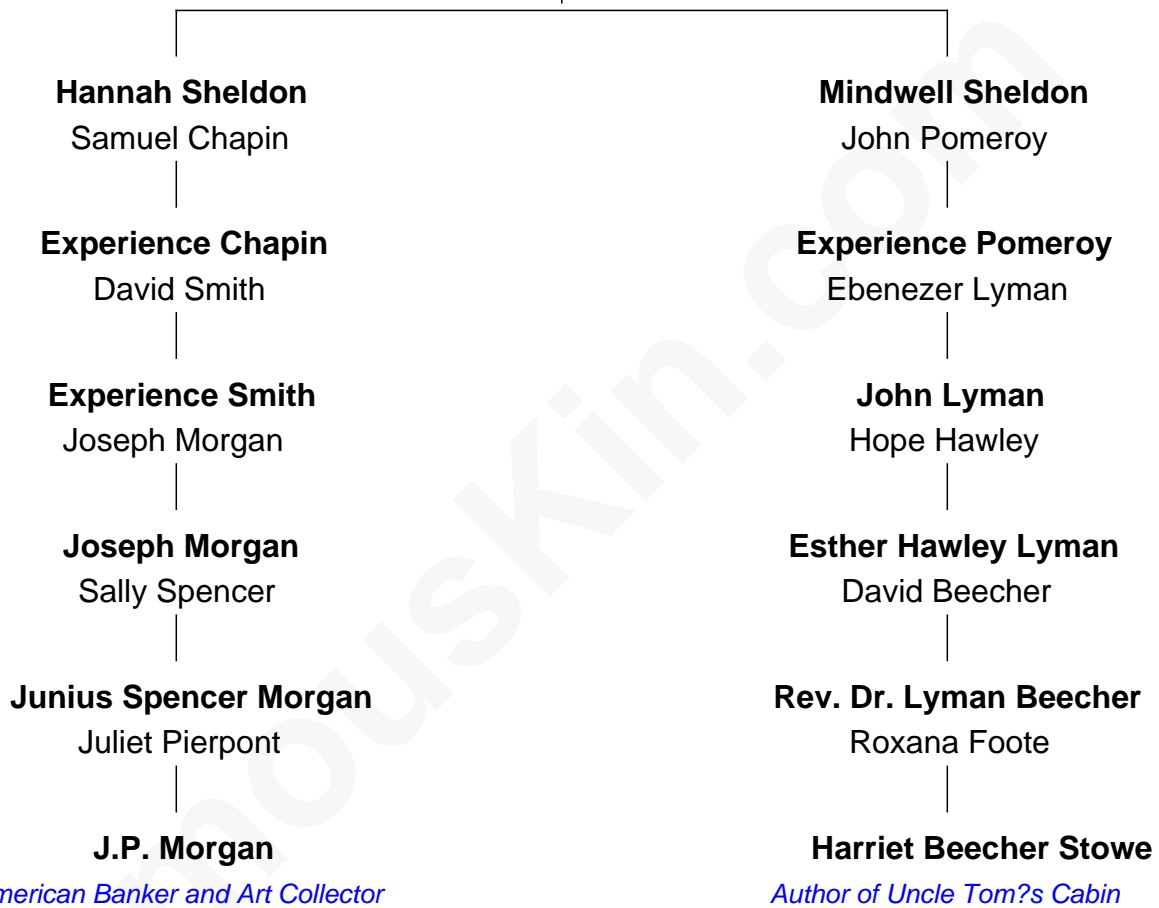 Hannah Sheldon
Samuel Chapin
Mindwell Sheldon
John Pomeroy
Experience Chapin
David Smith
Experience Pomeroy
Ebenezer Lyman
Experience Smith
Joseph Morgan
John Lyman
Hope Hawley
Joseph Morgan
Sally Spencer
Esther Hawley Lyman
David Beecher
Junius Spencer Morgan
Juliet Pierpont
Rev. Dr. Lyman Beecher
Roxana Foote
J.P. Morgan
merican Banker and Art Collector
Harriet Beecher Stowe
Author of Uncle Tom?s Cabin
mouskin.com